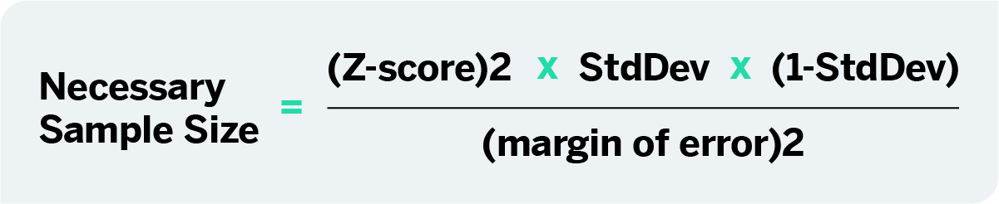 Necessary
Sample Size
=
(Z-score)2 x StdDev x (1-StdDev)
(margin of error)2